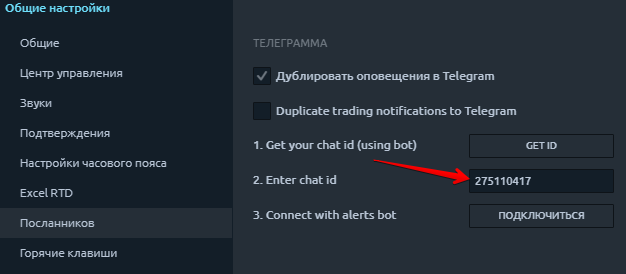 Общие настройки
Общие
Центр управления
Звуки
Подтверждения
Настройки часового пояса
Excel RTD
Посланников
Горячие клавиши
ТЕЛЕГРАММА
Дублировать оповещения в Telegram
Duplicate trading notifications to Telegram
1. Get your chat id (using bot) GET ID
2. Enter chat id 275110417
3. Connect with alerts bot ПОДКЛЮЧИТЬСЯ